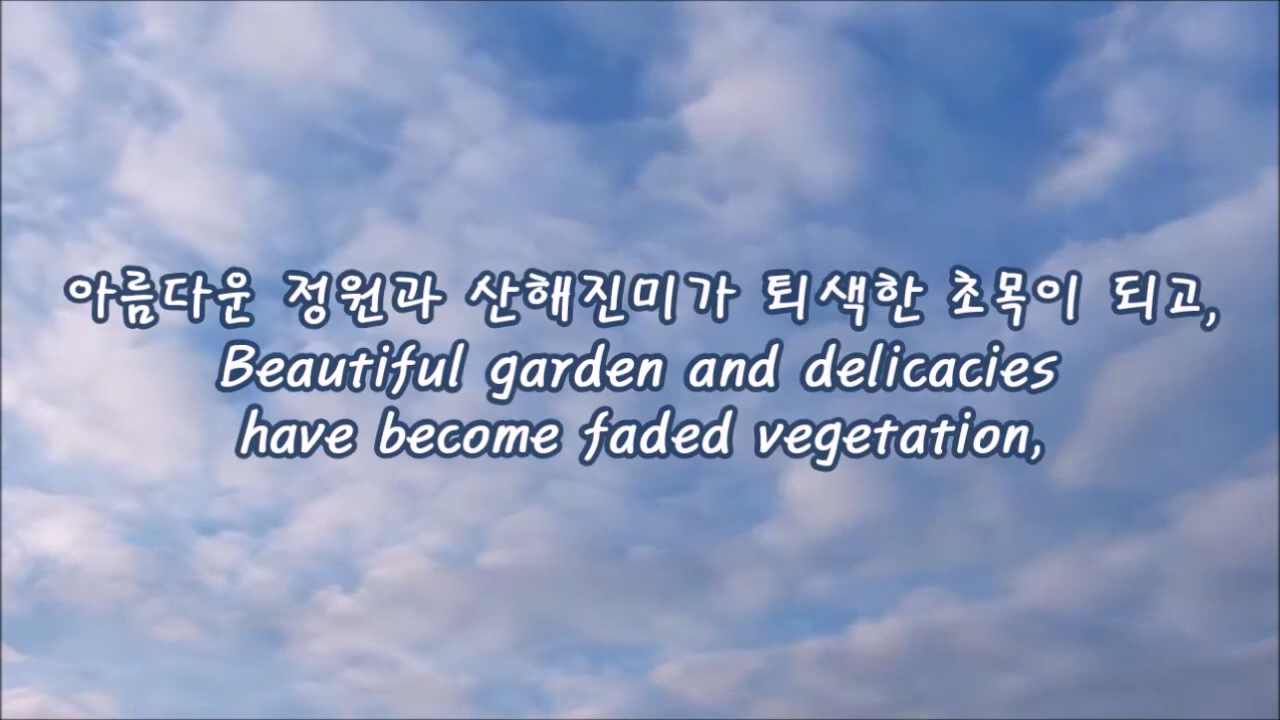 아름다운 정원과 산해진미가 퇴색한 초목이 되고,
Beautiful garden and delicacies
have become faded vegetation,